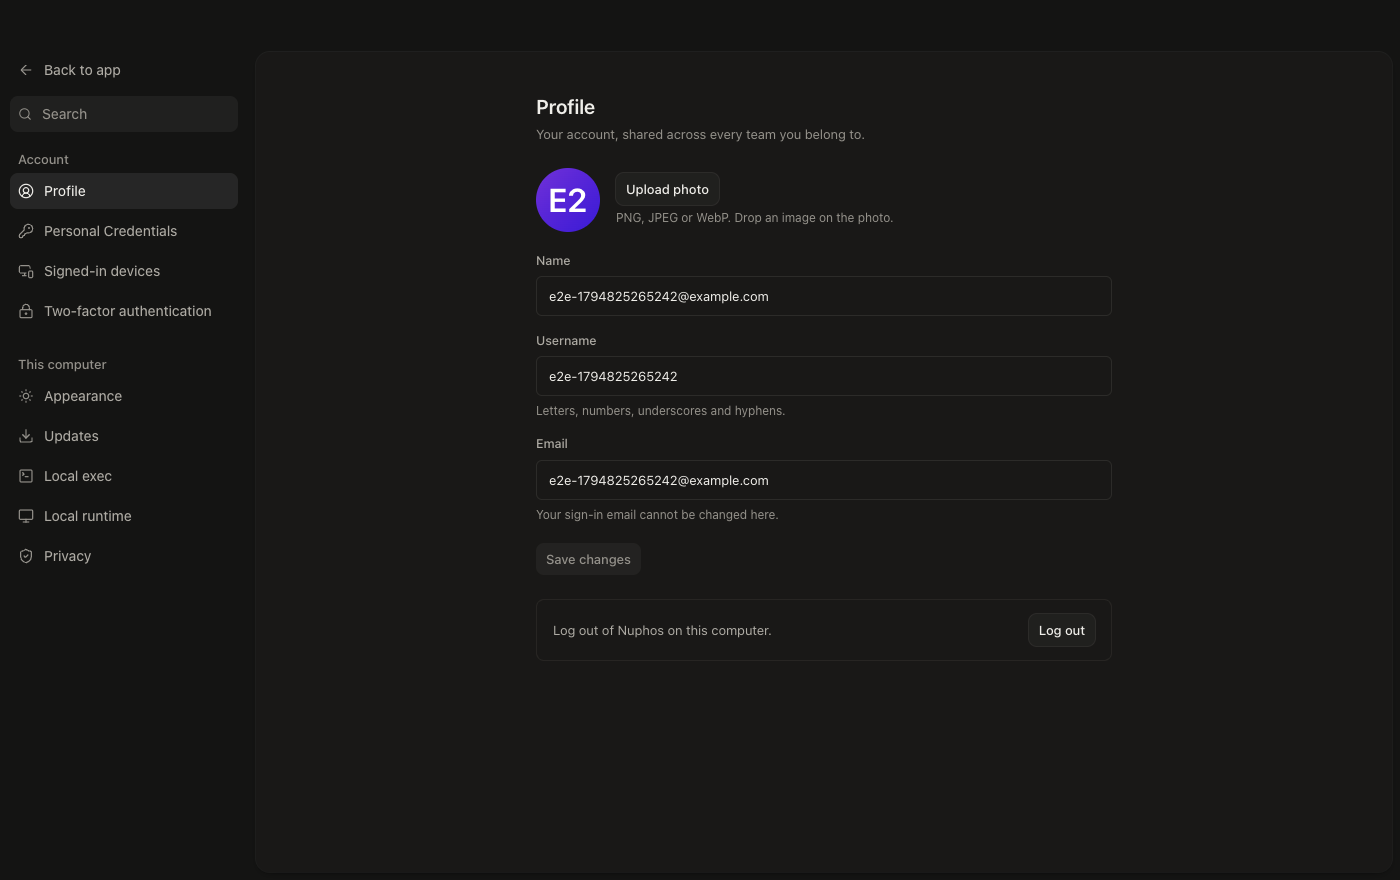 Back to app
Search
Account
Profile
Personal Credentials
Signed-in devices
Two-factor authentication
This computer
Appearance
Updates
Local exec
Local runtime
Privacy
Profile
Your account, shared across every team you belong to.
E2
Upload photo
PNG, JPEG or WebP. Drop an image on the photo.
Name
e2e-1794825265242@example.com
Username
e2e-1794825265242
Letters, numbers, underscores and hyphens.
Email
e2e-1794825265242@example.com
Your sign-in email cannot be changed here.
Save changes
Log out of Nuphos on this computer.
Log out